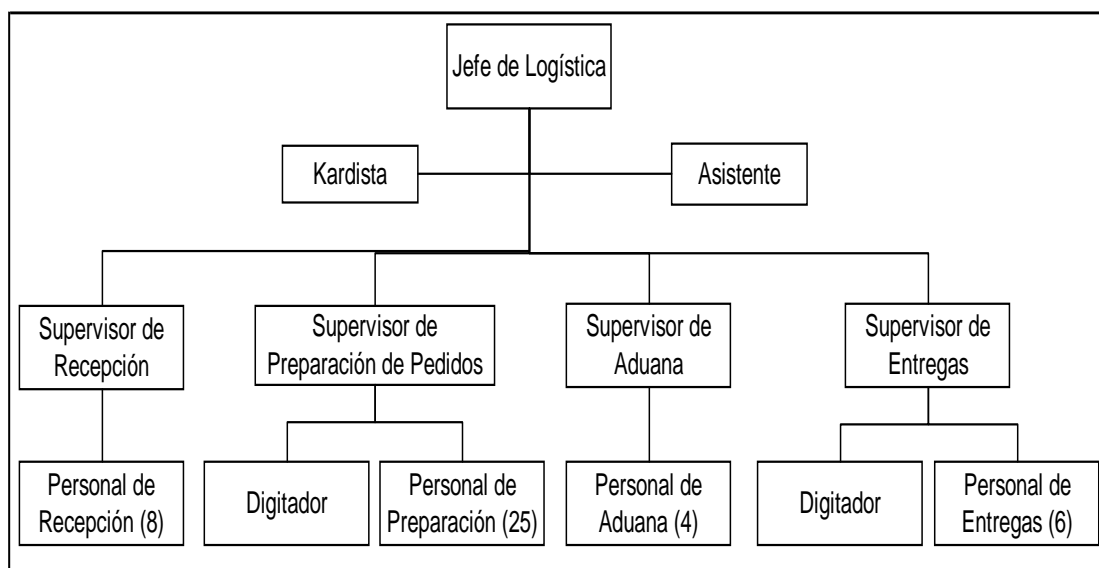 Jefe de Logística
Kardista
Asistente
Supervisor de
Recepción
Supervisor de
Preparación de Pedidos
Supervisor de
Aduana
Supervisor de
Entregas
Personal de
Recepción (8)
Digitador
Personal de
Preparación (25)
Personal de
Aduana (4)
Digitador
Personal de
Entregas (6)